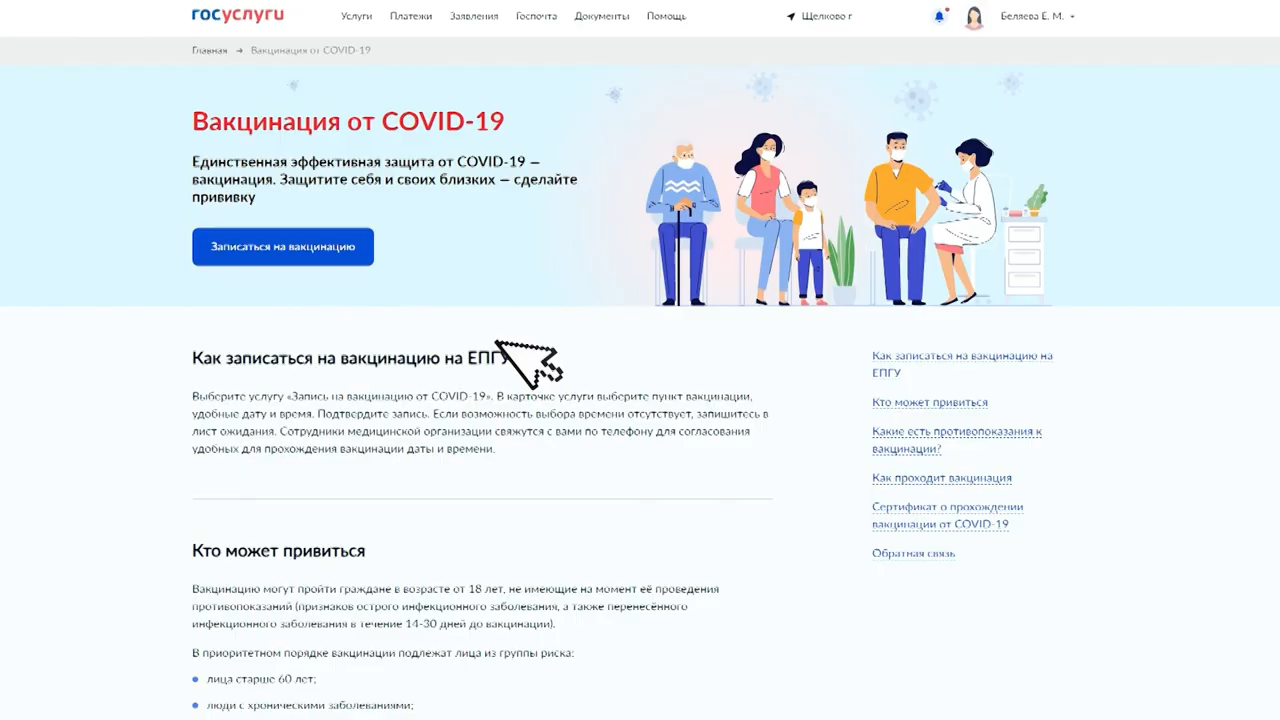 госуслуги
Услуги Платежи Заявления Госпочта Документы Помощь Щелково г Беляева Е. М.
Главная → Вакцинация от COVID-19
Вакцинация от COVID-19
Единственная эффективная защита от COVID-19 —
вакцинация. Защитите себя и своих близких — сделайте
прививку
Записаться на вакцинацию
Как записаться на вакцинацию на ЕПГУ
Выберите услугу «Запись на вакцинацию от COVID-19». В карточке услуги выберите пункт вакцинации,
удобные дату и время. Подтвердите запись. Если возможность выбора времени отсутствует, запишитесь в
лист ожидания. Сотрудники медицинской организации свяжутся с вами по телефону для согласования
удобных для прохождения вакцинации даты и времени.
Кто может привиться
Вакцинацию могут пройти граждане в возрасте от 18 лет, не имеющие на момент её проведения
противопоказаний (признаков острого инфекционного заболевания, а также перенесённого
инфекционного заболевания в течение 14-30 дней до вакцинации).
В приоритетном порядке вакцинации подлежат лица из группы риска:
лица старше 60 лет;
люди с хроническими заболеваниями;
Как записаться на вакцинацию на
ЕПГУ
Кто может привиться
Какие есть противопоказания к
вакцинации?
Как проходит вакцинация
Сертификат о прохождении
вакцинации от COVID-19
Обратная связь